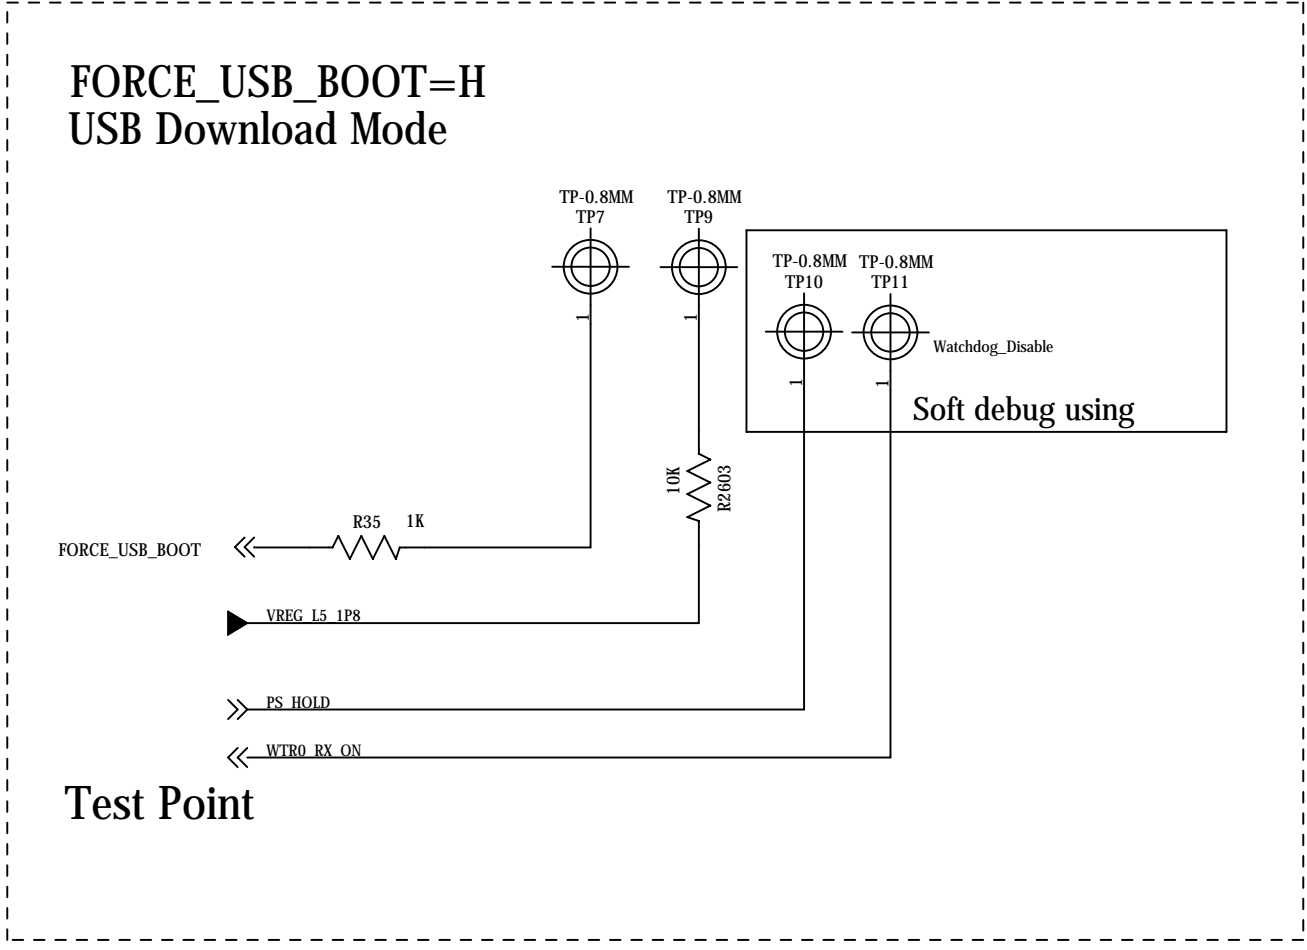 FORCE_USB_BOOT=H
USB Download Mode
TP-0.8MM
TP7
TP-0.8MM
TP9
TP-0.8MM
TP10
TP-0.8MM
TP11
1
1
1
1
Watchdog_Disable
Soft debug using
10K
R2603
R35 1K
FORCE_USB_BOOT
VREG_L5_1P8
PS_HOLD
WTR0_RX_ON
Test Point